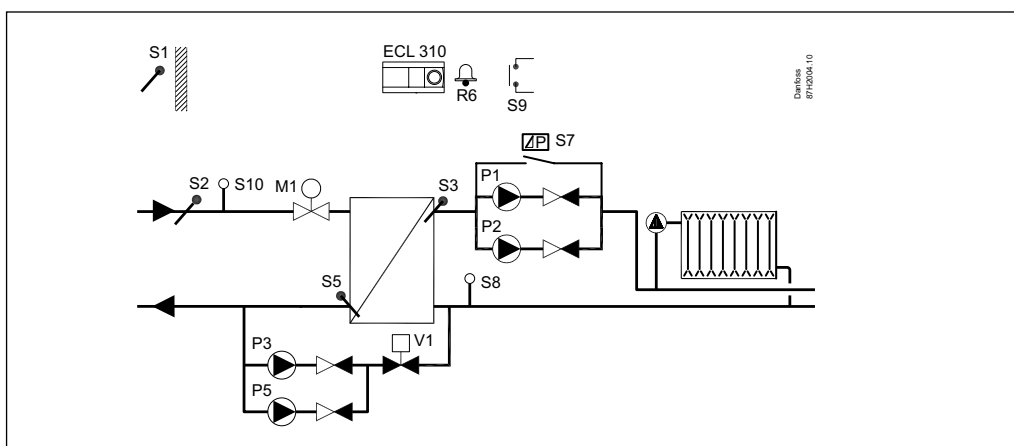 S1
ECL 310
R6
S9
Danfoss
87H2004.10
ΔP S7
S2
S10
M1
S3
P1
P2
S5
S8
P3
V1
P5